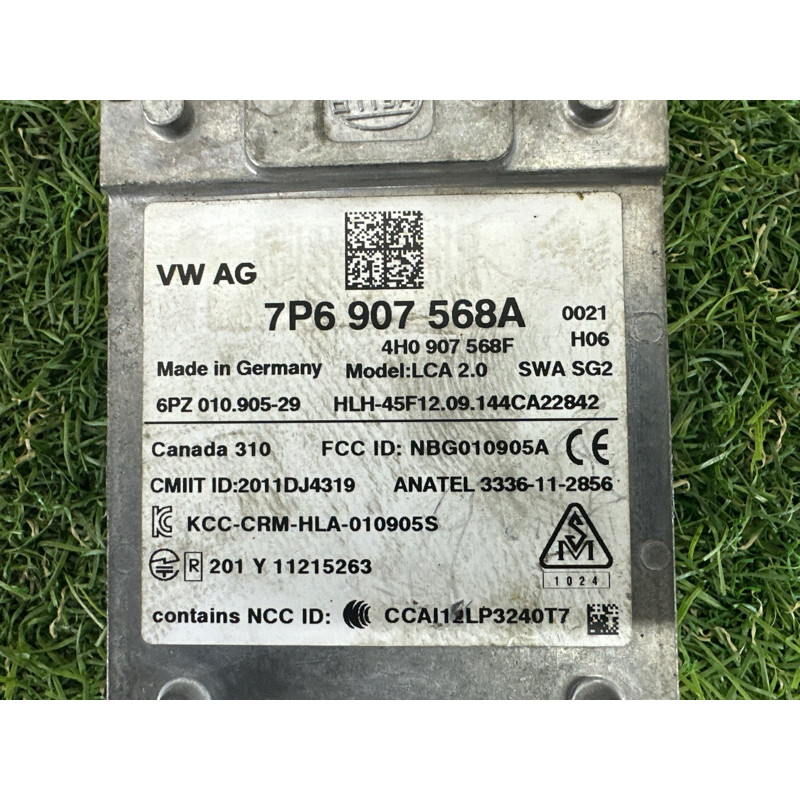 VW AG
7P6 907 568A 0021
4H0 907 568F H06
Made in Germany Model:LCA 2.0 SWA SG2
6PZ 010.905-29 HLH-45F12.09.144CA22842
Canada 310 FCC ID: NBG010905A CE
CMIIT ID:2011DJ4319 ANATEL 3336-11-2856
KCC-CRM-HLA-010905S
R 201 Y 11215263
1024
contains NCC ID: CCAI12LP3240T7